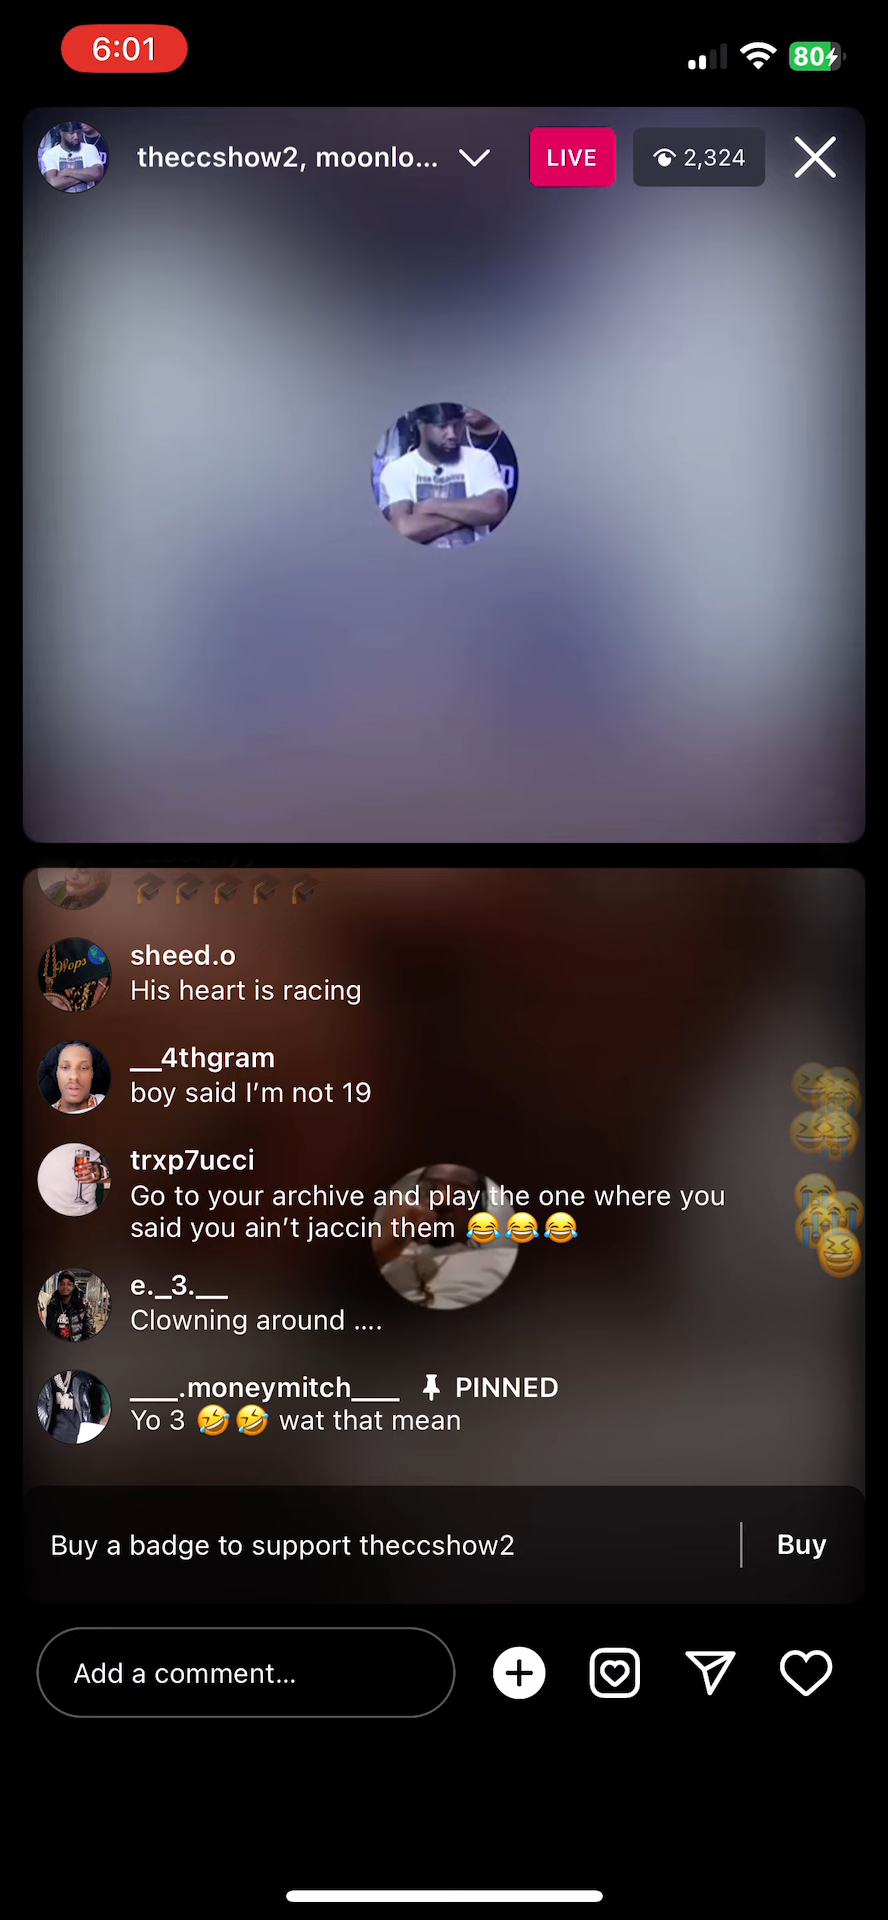 6:01
80
theccshow2, moonlo...
LIVE
2,324
🎓🎓🎓🎓🎓
sheed.o
His heart is racing
__4thgram
boy said I’m not 19
trxp7ucci
Go to your archive and play the one where you
said you ain’t jaccin them 😂😂😂
e._3.__
Clowning around ....
___.moneymitch___ PINNED
Yo 3 🤣🤣 wat that mean
Buy a badge to support theccshow2
Buy
Add a comment...